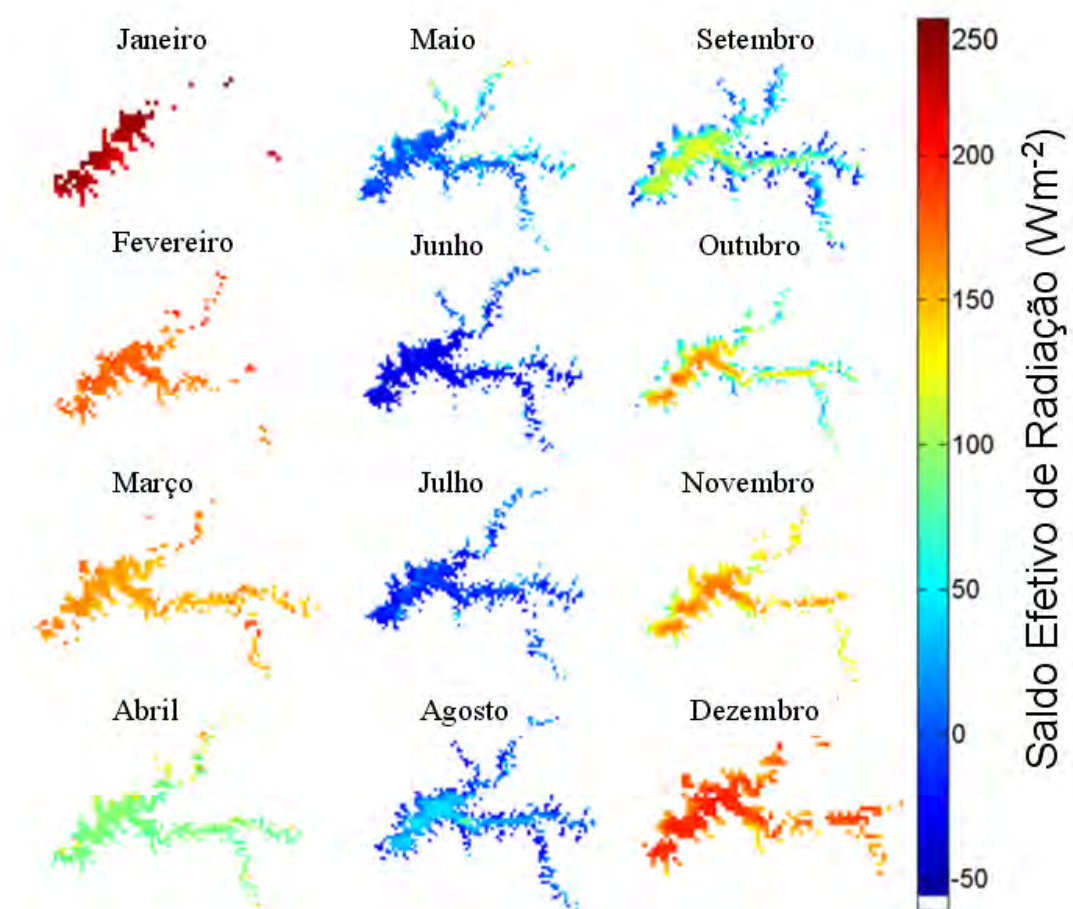 Janeiro
Maio
Setembro
Fevereiro
Junho
Outubro
Março
Julho
Novembro
Abril
Agosto
Dezembro
250
200
150
100
50
0
-50
Saldo Efetivo de Radiação (Wm-2)